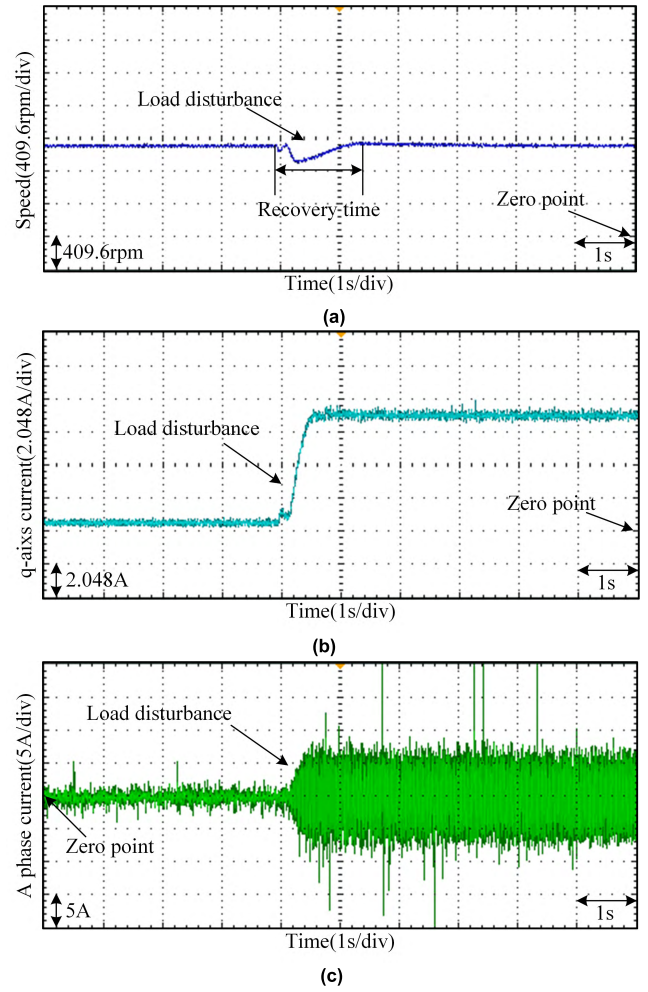 Speed(409.6rpm/div)
Load disturbance
Recovery time
Zero point
409.6rpm
1s
Time(1s/div)
(a)
q-aixs current(2.048A/div)
Load disturbance
Zero point
2.048A
1s
Time(1s/div)
(b)
A phase current(5A/div)
Load disturbance
Zero point
5A
1s
Time(1s/div)
(c)